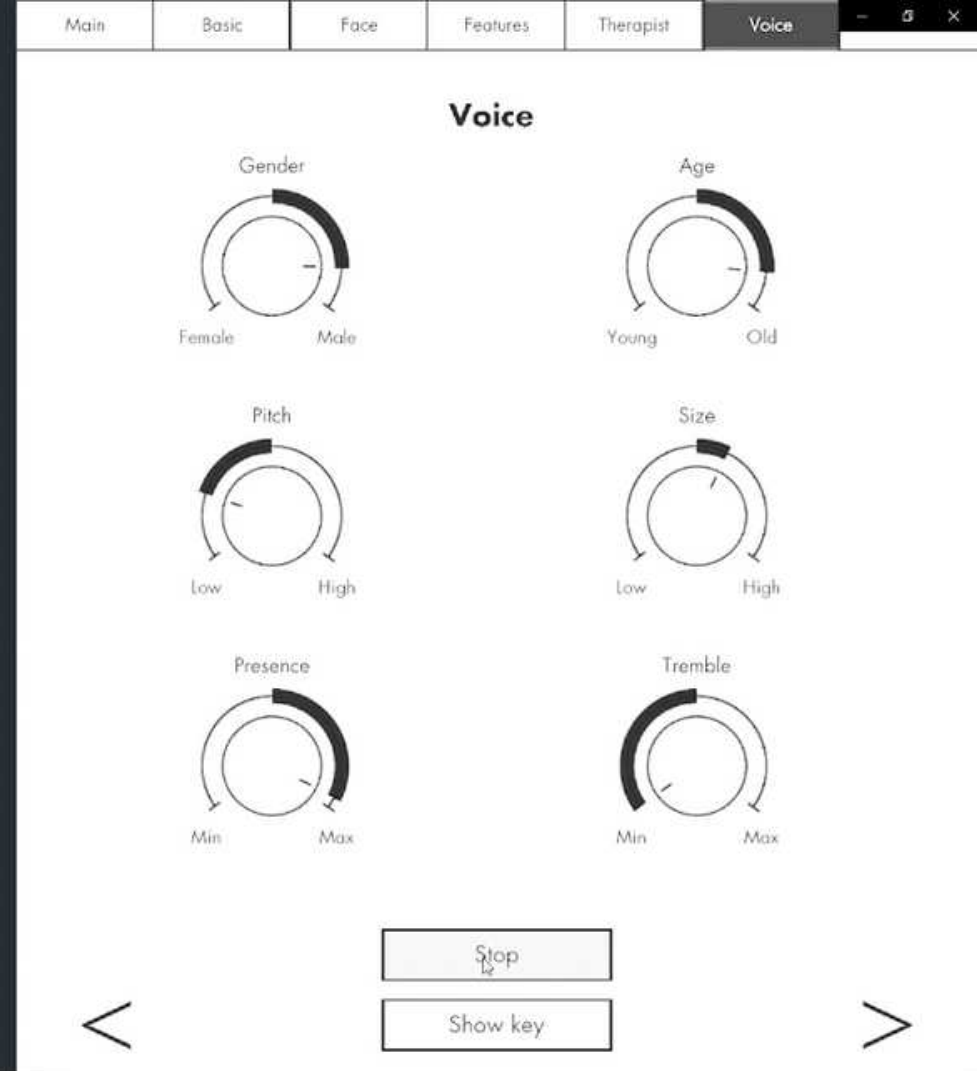 Main Basic Face Features Therapist Voice
Voice
Gender Age
Female Male Young Old
Pitch Size
Low High Low High
Presence Tremble
Min Max Min Max
Stop
Show key